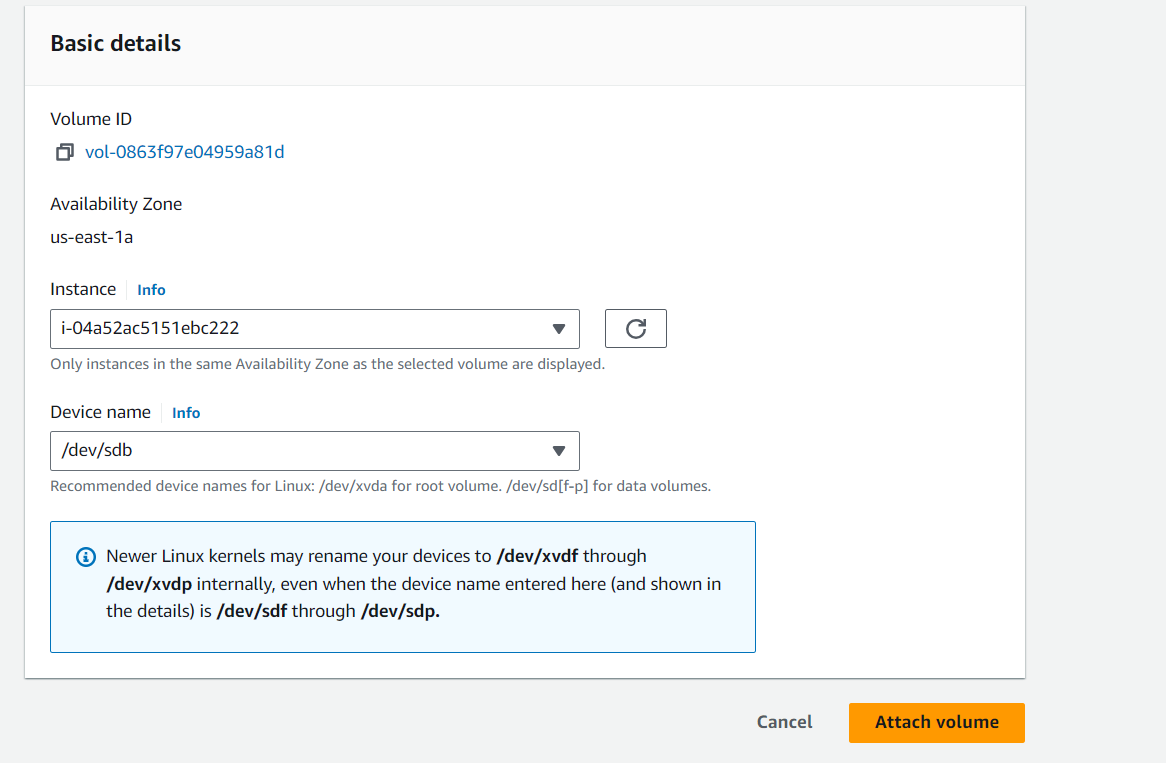 Basic details
Volume ID
vol-0863f97e04959a81d
Availability Zone
us-east-1a
Instance Info
i-04a52ac5151ebc222
Only instances in the same Availability Zone as the selected volume are displayed.
Device name Info
/dev/sdb
Recommended device names for Linux: /dev/xvda for root volume. /dev/sd[f-p] for data volumes.
Newer Linux kernels may rename your devices to /dev/xvdf through
/dev/xvdp internally, even when the device name entered here (and shown in
the details) is /dev/sdf through /dev/sdp.
Cancel Attach volume